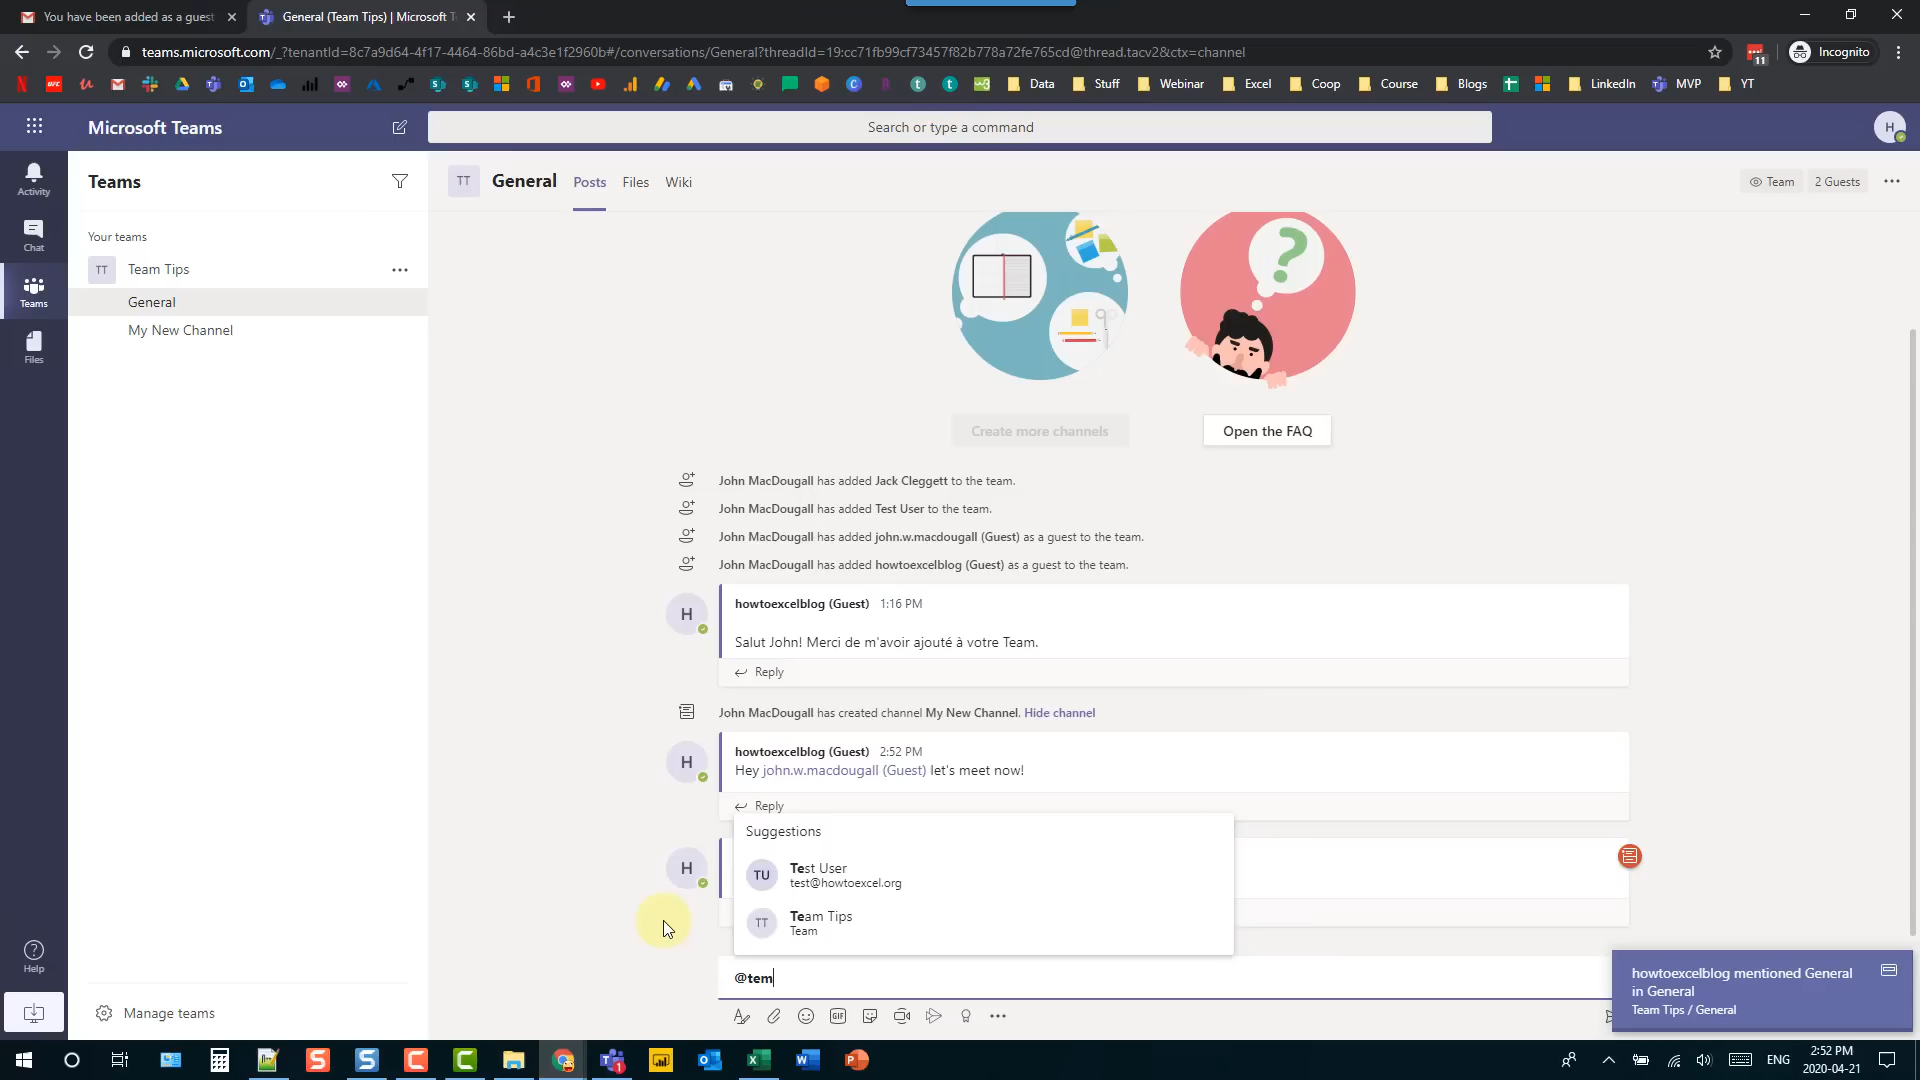 You have been added as a guest
General (Team Tips) | Microsoft T
teams.microsoft.com/_?tenantId=8c7a9d64-4f17-4464-86bd-a4c3e1f2960b#/conversations/General?threadId=19:cc71fb99cf73457f82b778a72fe765cd@thread.tacv2&ctx=channel
11
Incognito
Data
Stuff
Webinar
Excel
Coop
Course
Blogs
LinkedIn
MVP
YT
Microsoft Teams
Search or type a command
H
Activity
Chat
Teams
Files
Help
Teams
Your teams
TT Team Tips
General
My New Channel
Manage teams
TT General Posts Files Wiki
Team
2 Guests
Create more channels
Open the FAQ
John MacDougall has added Jack Cleggett to the team.
John MacDougall has added Test User to the team.
John MacDougall has added john.w.macdougall (Guest) as a guest to the team.
John MacDougall has added howtoexcelblog (Guest) as a guest to the team.
H
howtoexcelblog (Guest) 1:16 PM
Salut John! Merci de m'avoir ajouté à votre Team.
Reply
John MacDougall has created channel My New Channel. Hide channel
H
howtoexcelblog (Guest) 2:52 PM
Hey john.w.macdougall (Guest) let's meet now!
Reply
H
Suggestions
TU Test User
test@howtoexcel.org
TT Team Tips
Team
@tem
GIF
howtoexcelblog mentioned General
in General
Team Tips / General
ENG
2:52 PM
2020-04-21